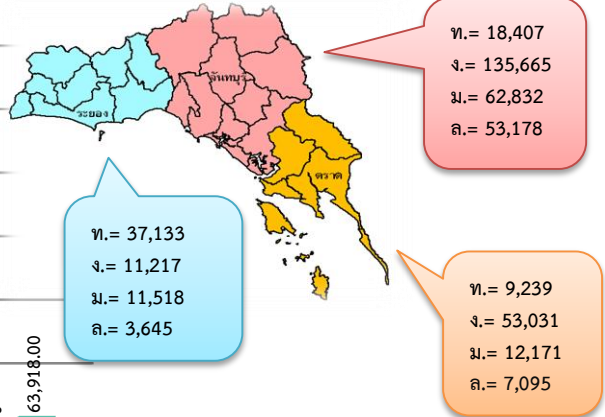 ท.= 18,407
ง.= 135,665
ม.= 62,832
ล.= 53,178
จันทบุรี
ระยอง
ตราด
ท.= 37,133
ง.= 11,217
ม.= 11,518
ล.= 3,645
ท.= 9,239
ง.= 53,031
ม.= 12,171
ล.= 7,095
63,918.00